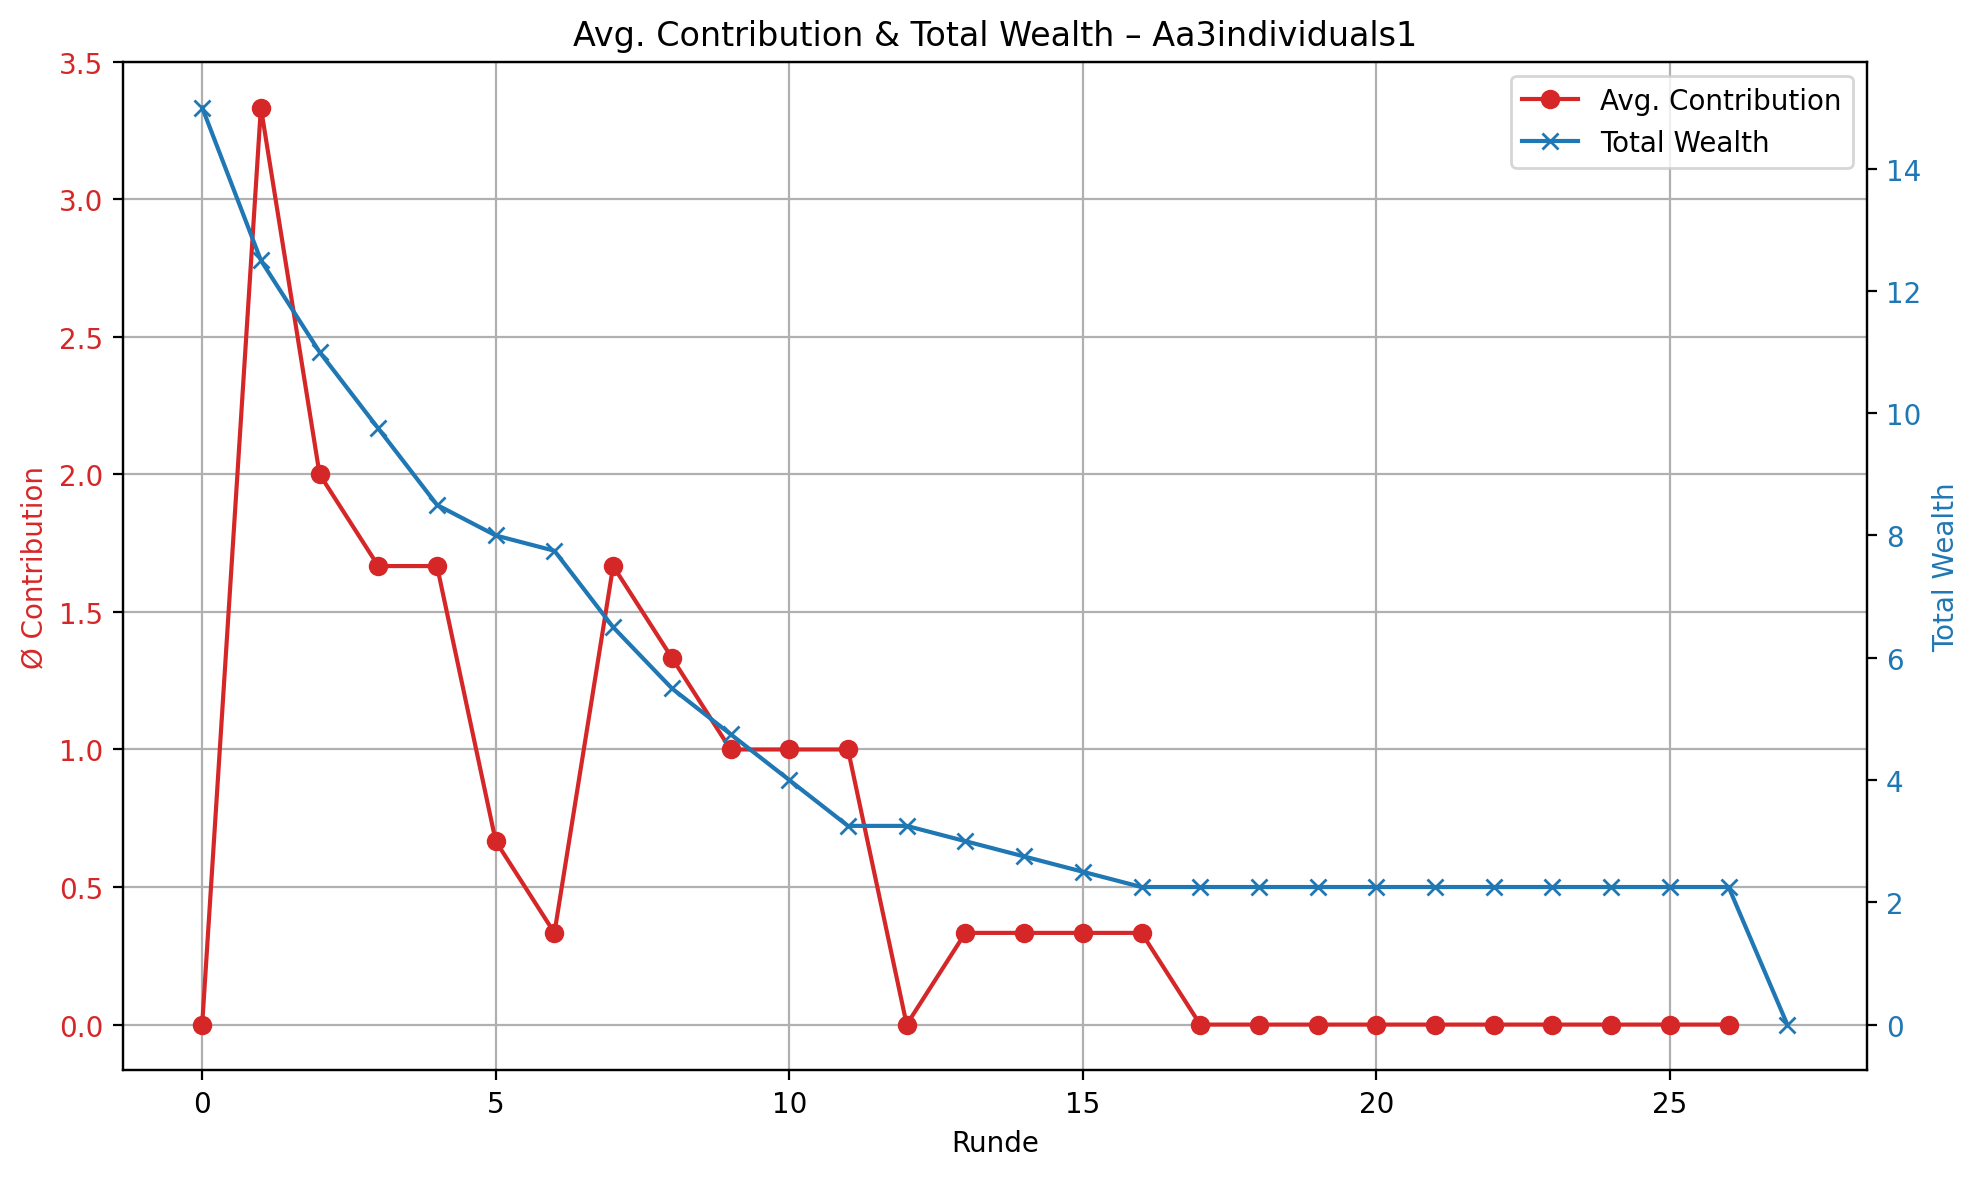 Avg. Contribution & Total Wealth – Aa3individuals1
Avg. Contribution
Total Wealth
Ø Contribution
3.5
3.0
2.5
2.0
1.5
1.0
0.5
0.0
14
12
10
8
6
4
2
0
Total Wealth
0 5 10 15 20 25
Runde